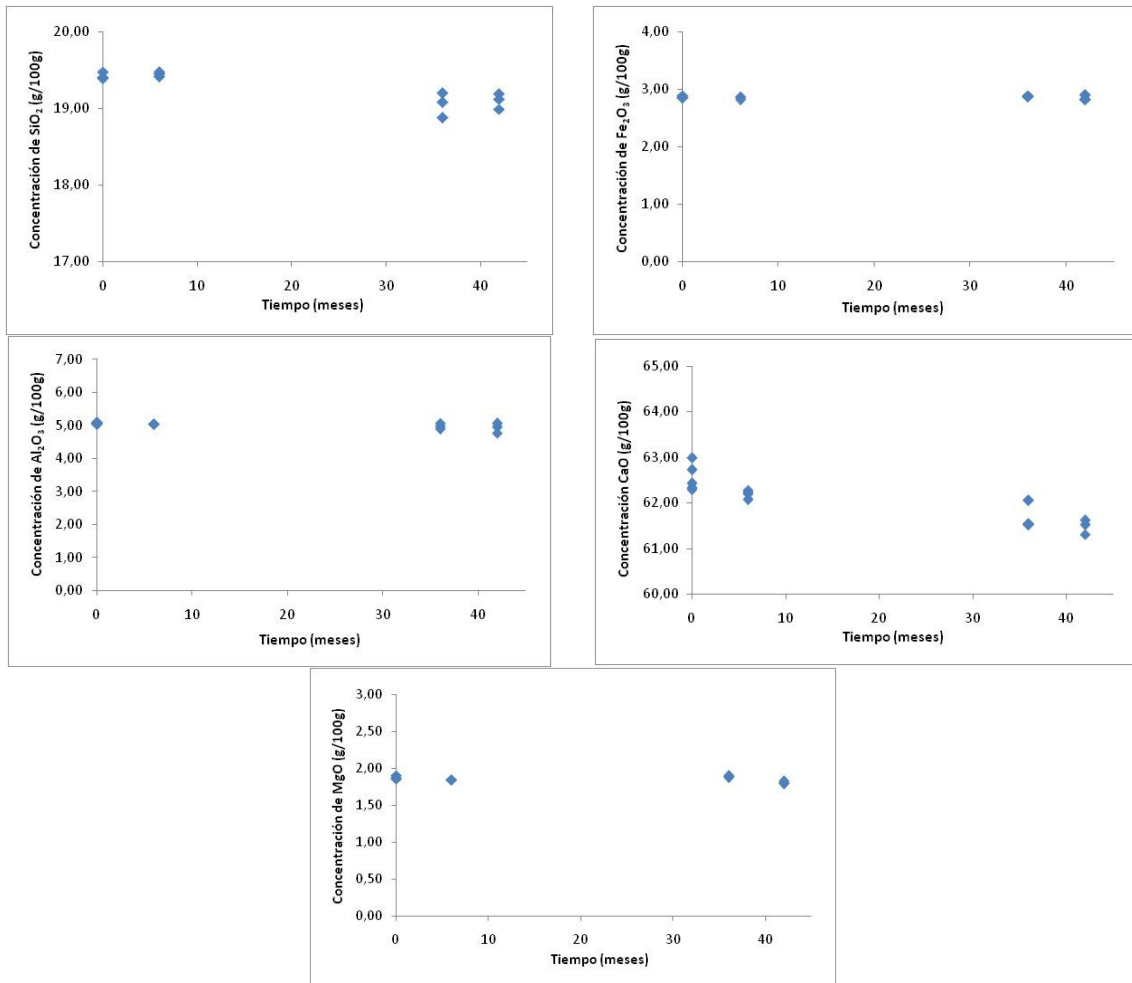 Concentración de SiO₂ (g/100g)
20,00
19,00
18,00
17,00
0 10 20 30 40
Tiempo (meses)
Concentración de Fe₂O₃ (g/100g)
4,00
3,00
2,00
1,00
0,00
0 10 20 30 40
Tiempo (meses)
Concentración de Al₂O₃ (g/100g)
7,00
6,00
5,00
4,00
3,00
2,00
1,00
0,00
0 10 20 30 40
Tiempo (meses)
Concentración CaO (g/100g)
65,00
64,00
63,00
62,00
61,00
60,00
0 10 20 30 40
Tiempo (meses)
Concentración de MgO (g/100g)
3,00
2,50
2,00
1,50
1,00
0,50
0,00
0 10 20 30 40
Tiempo (meses)